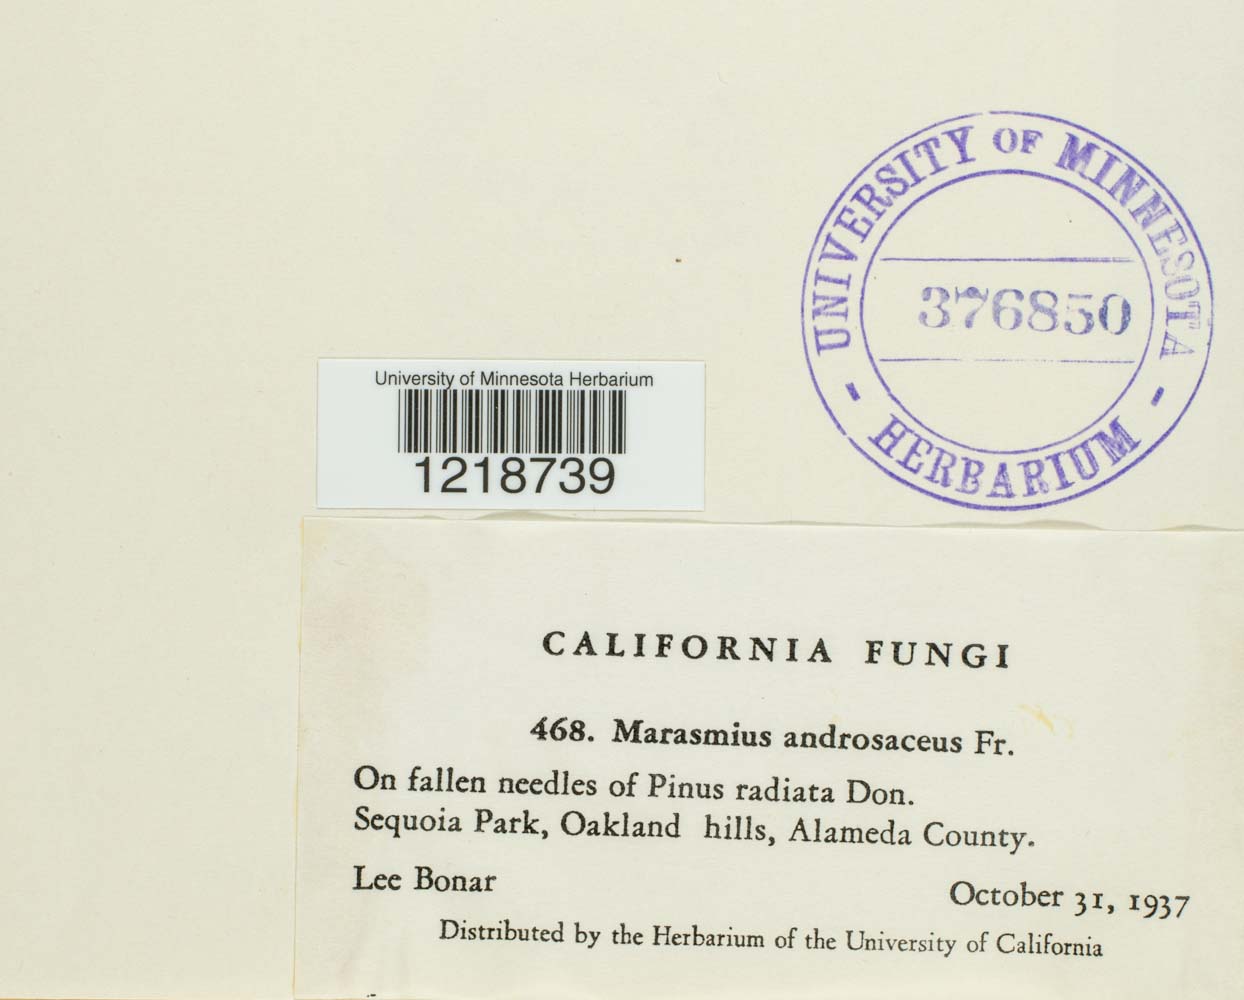 UNIVERSITY OF MINNESOTA
376850
- HERBARIUM -
University of Minnesota Herbarium
1218739
CALIFORNIA FUNGI
468. Marasmius androsaceus Fr.
On fallen needles of Pinus radiata Don.
Sequoia Park, Oakland hills, Alameda County.
Lee Bonar
October 31, 1937
Distributed by the Herbarium of the University of California